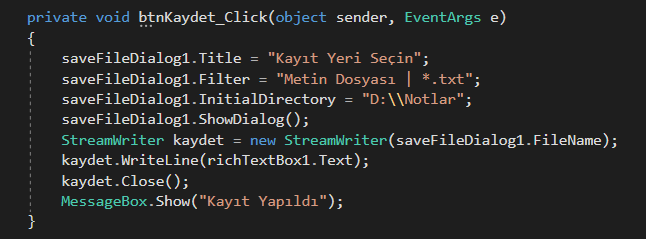 private void btnKaydet_Click(object sender, EventArgs e)
{
saveFileDialog1.Title = "Kayıt Yeri Seçin";
saveFileDialog1.Filter = "Metin Dosyası | *.txt";
saveFileDialog1.InitialDirectory = "D:\\Notlar";
saveFileDialog1.ShowDialog();
StreamWriter kaydet = new StreamWriter(saveFileDialog1.FileName);
kaydet.WriteLine(richTextBox1.Text);
kaydet.Close();
MessageBox.Show("Kayıt Yapıldı");
}